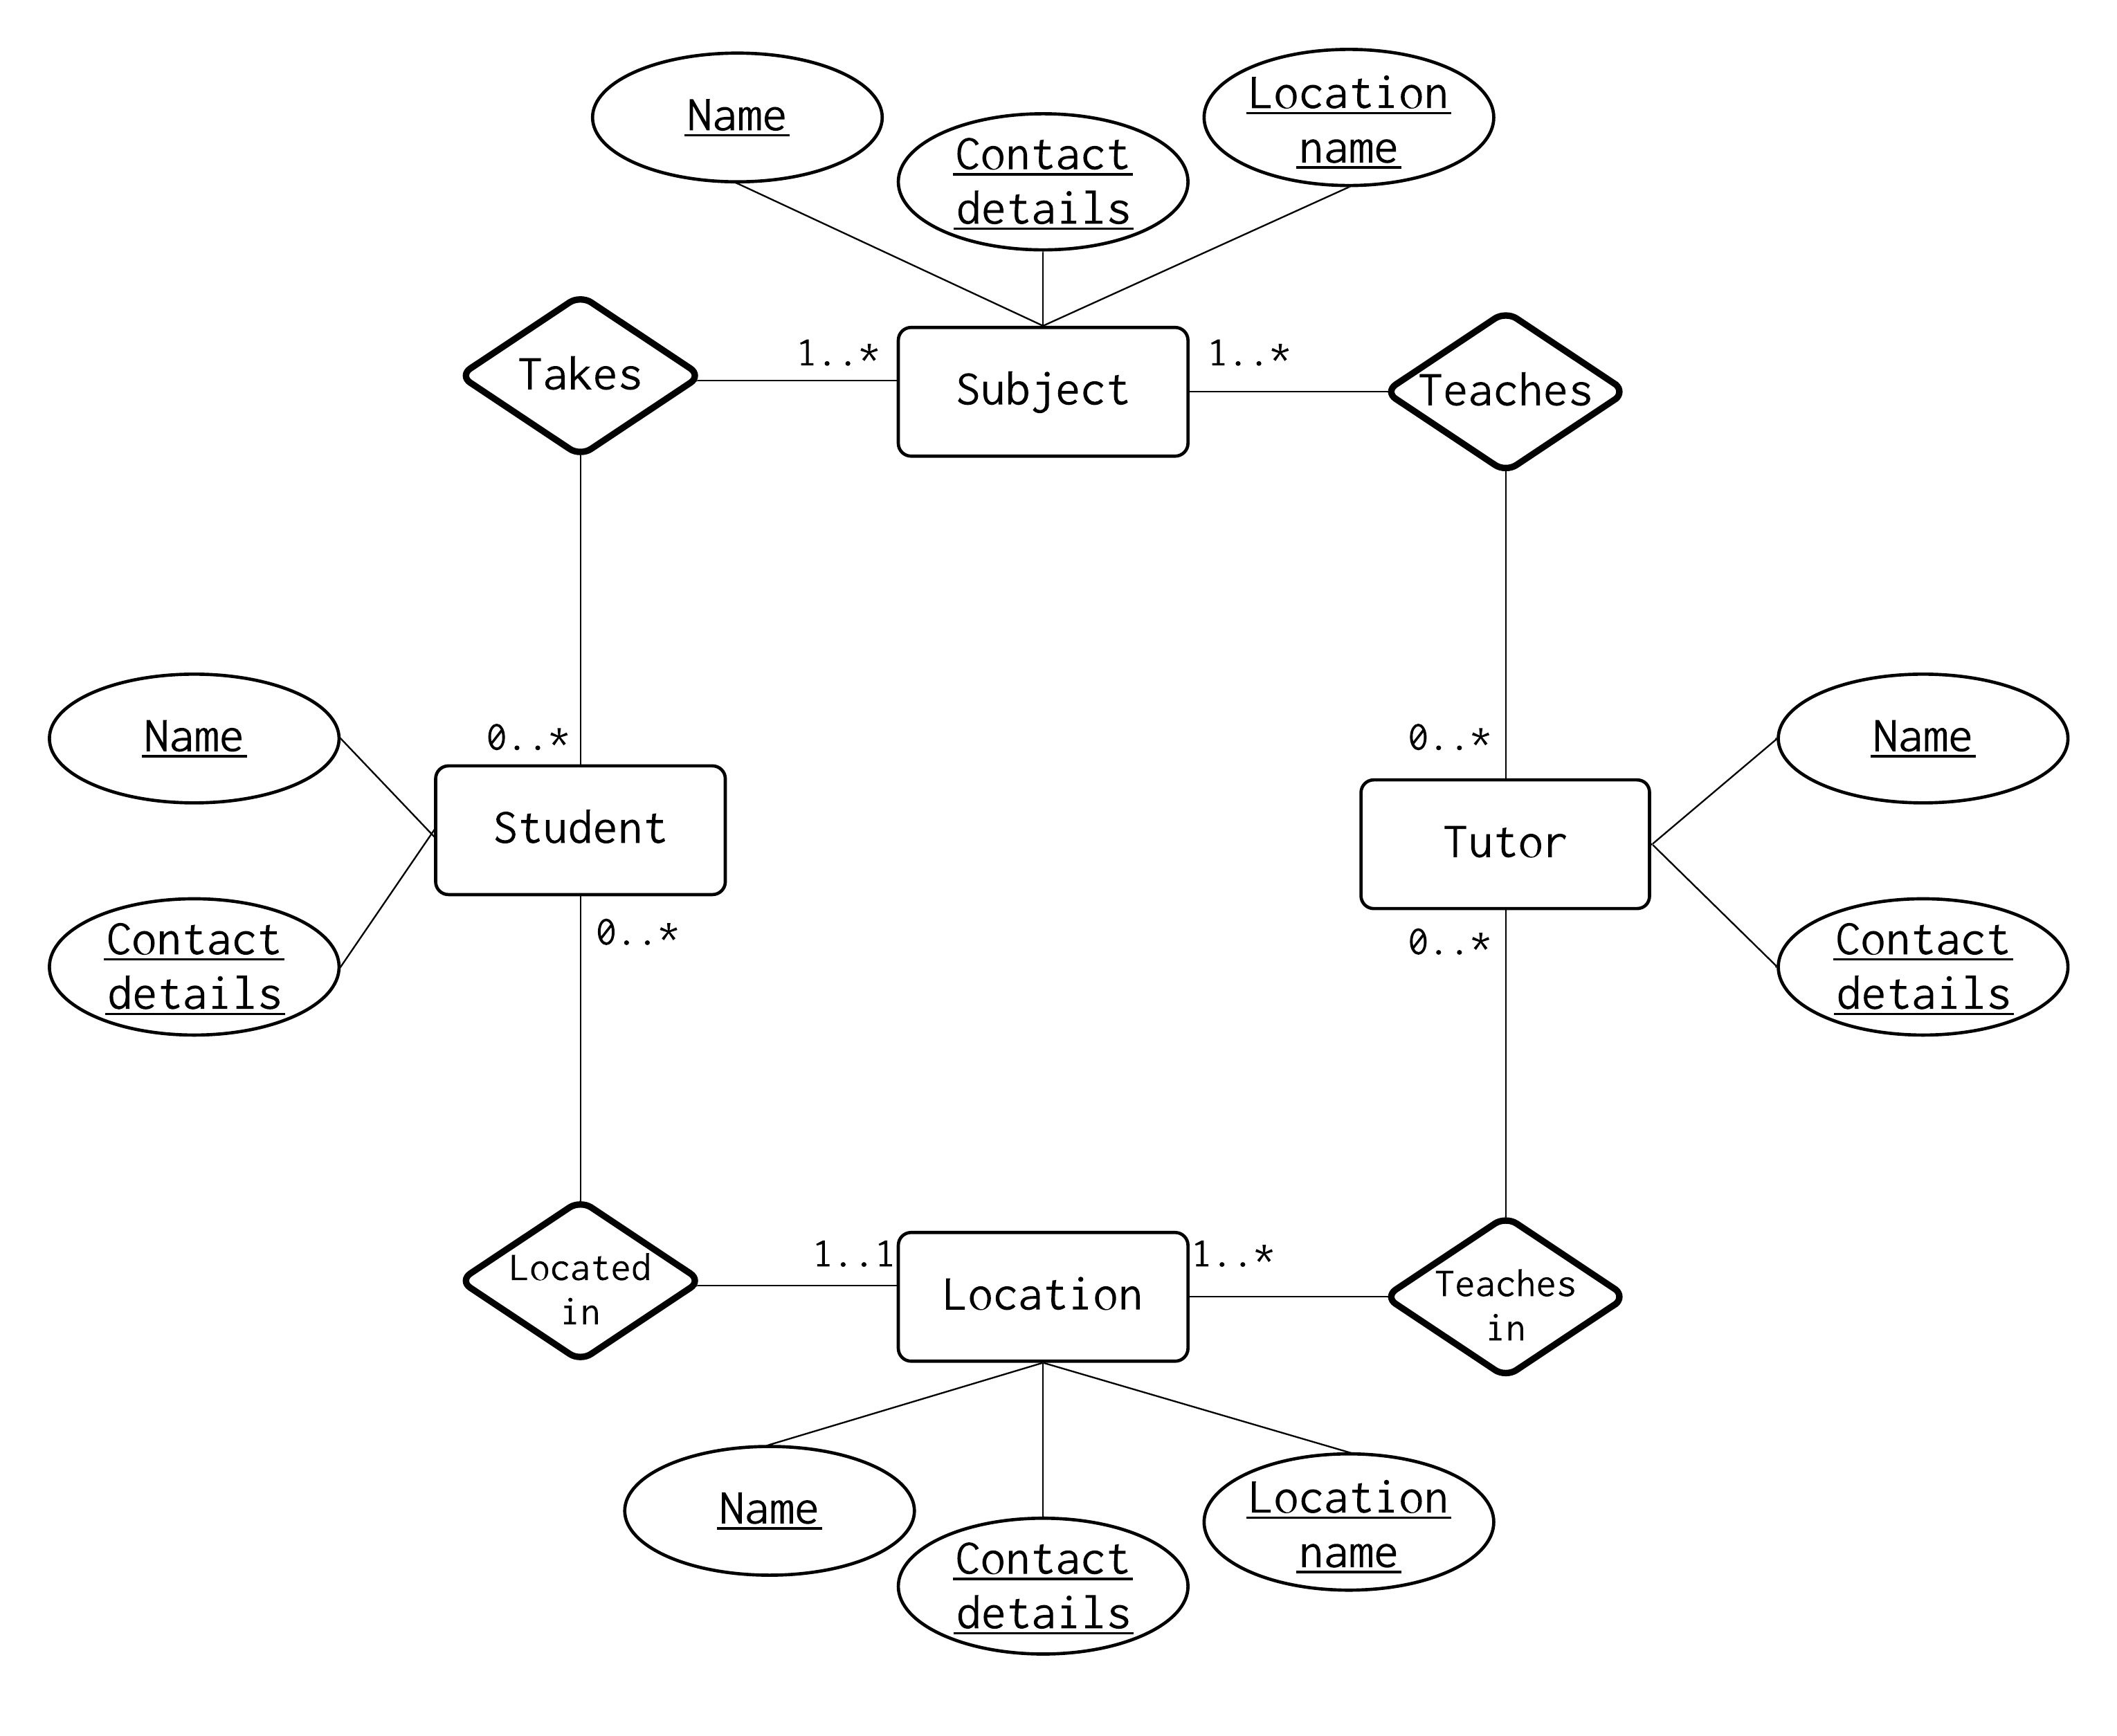 Name
Contact
details
Location
name
Takes
1..*
Subject
1..*
Teaches
0..*
0..*
Name
Contact
details
Student
0..*
Tutor
0..*
Name
Contact
details
Located
in
1..1
Location
1..*
Teaches
in
Name
Contact
details
Location
name